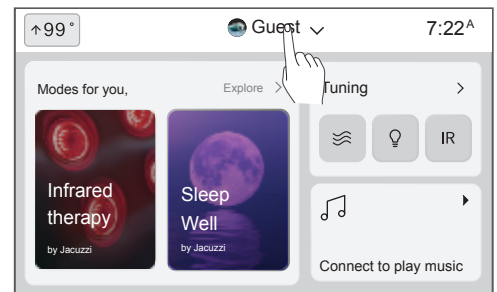 ↑99°
Guest
7:22ᴬ
Modes for you,
Explore >
Infrared
therapy
by Jacuzzi
Sleep
Well
by Jacuzzi
Tuning >
IR
Connect to play music